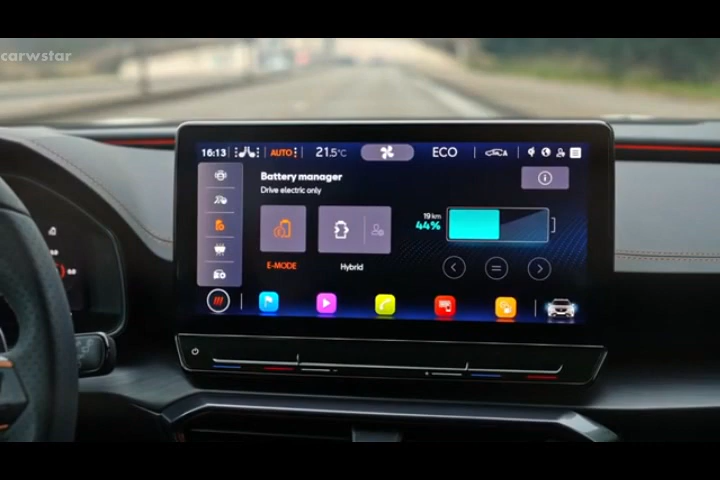 carwstar
16:13 AUTO 21.5°C ECO
Battery manager
Drive electric only
19 km
44%
E-MODE
Hybrid